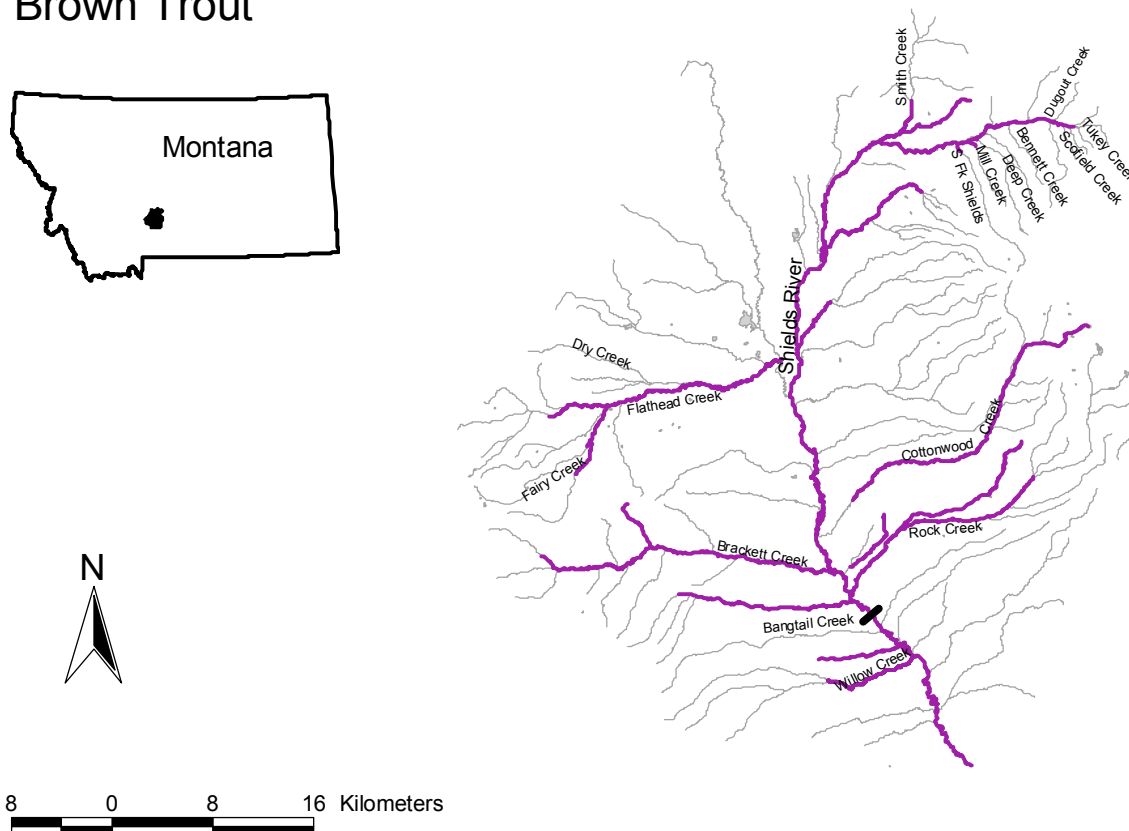 Brown Trout
Montana
Smith Creek
Dugout Creek
Tukey Creek
Scofield Creek
Bennett Creek
Deep Creek
Mill Creek
S Fk Shields
Shields River
Dry Creek
Flathead Creek
Fairy Creek
Cottonwood Creek
Rock Creek
Brackett Creek
Bangtail Creek
Willow Creek
N
8 0 8 16 Kilometers